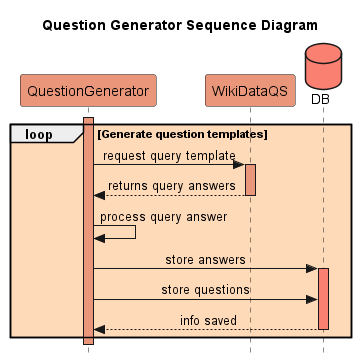 Question Generator Sequence Diagram
QuestionGenerator
WikiDataQS
DB
loop
[Generate question templates]
request query template
returns query answers
process query answer
store answers
store questions
info saved